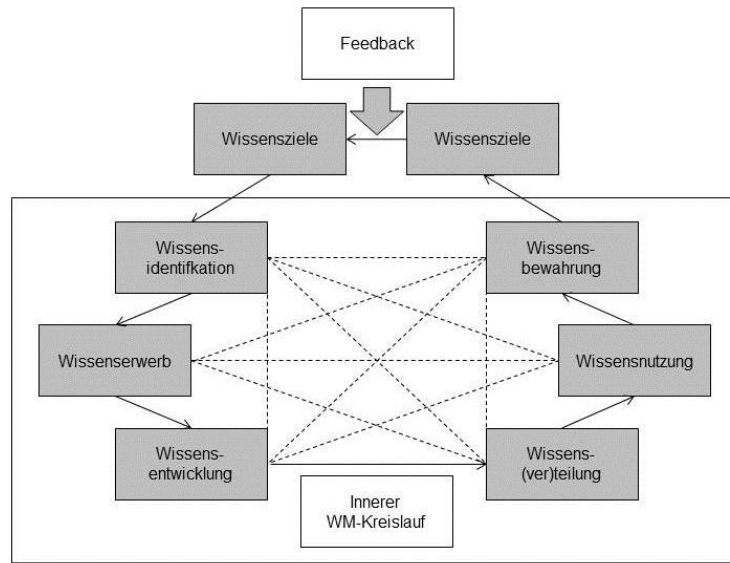 Feedback
Wissensziele
Wissensziele
Wissens-
identifkation
Wissens-
bewahrung
Wissenserwerb
Wissensnutzung
Wissens-
entwicklung
Wissens-
(ver)teilung
Innerer
WM-Kreislauf